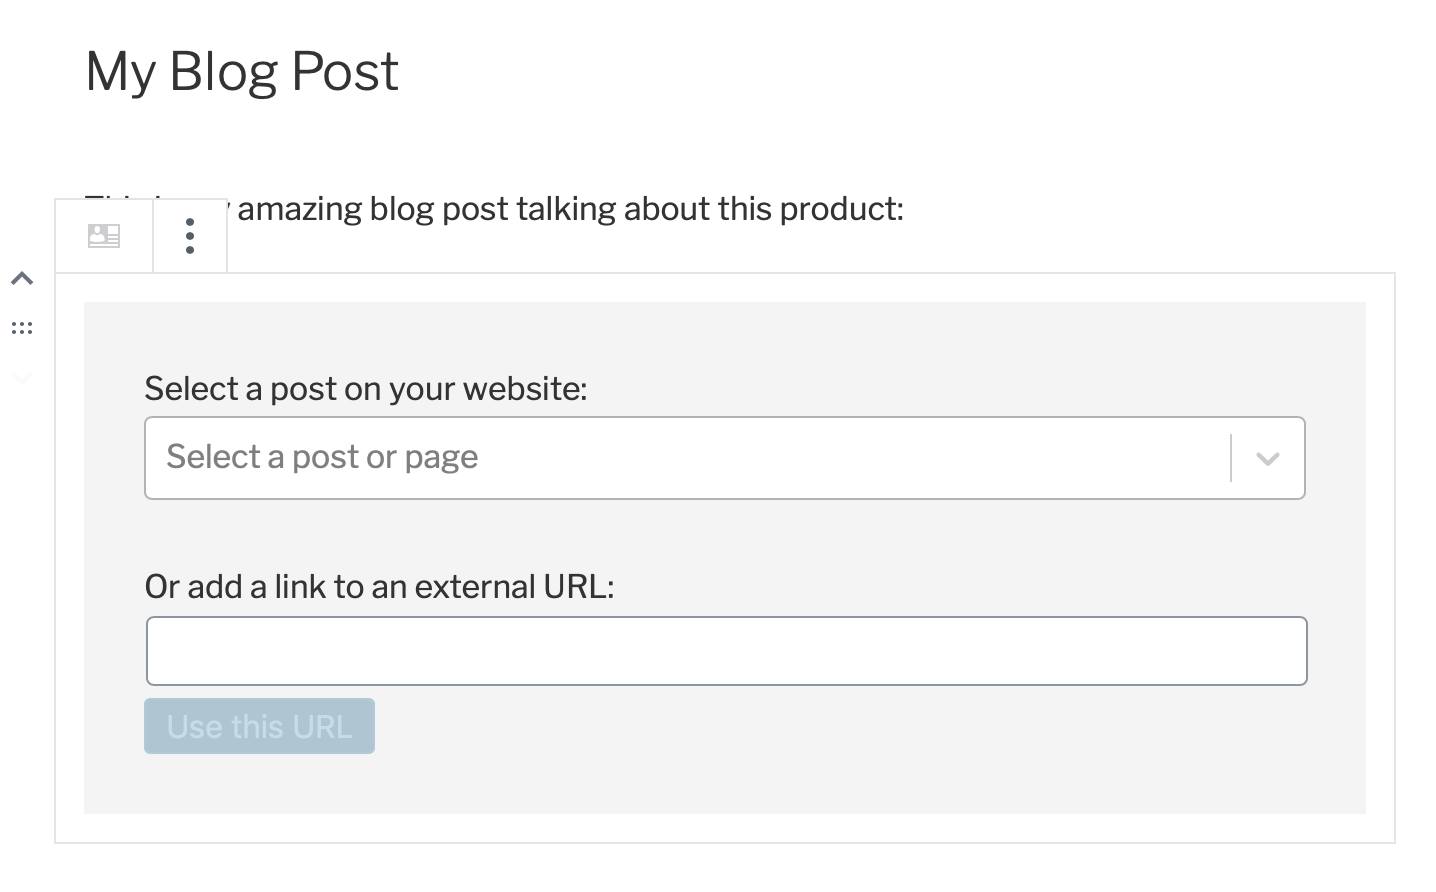 My Blog Post
amazing blog post talking about this product:
Select a post on your website:
Select a post or page
Or add a link to an external URL:
Use this URL